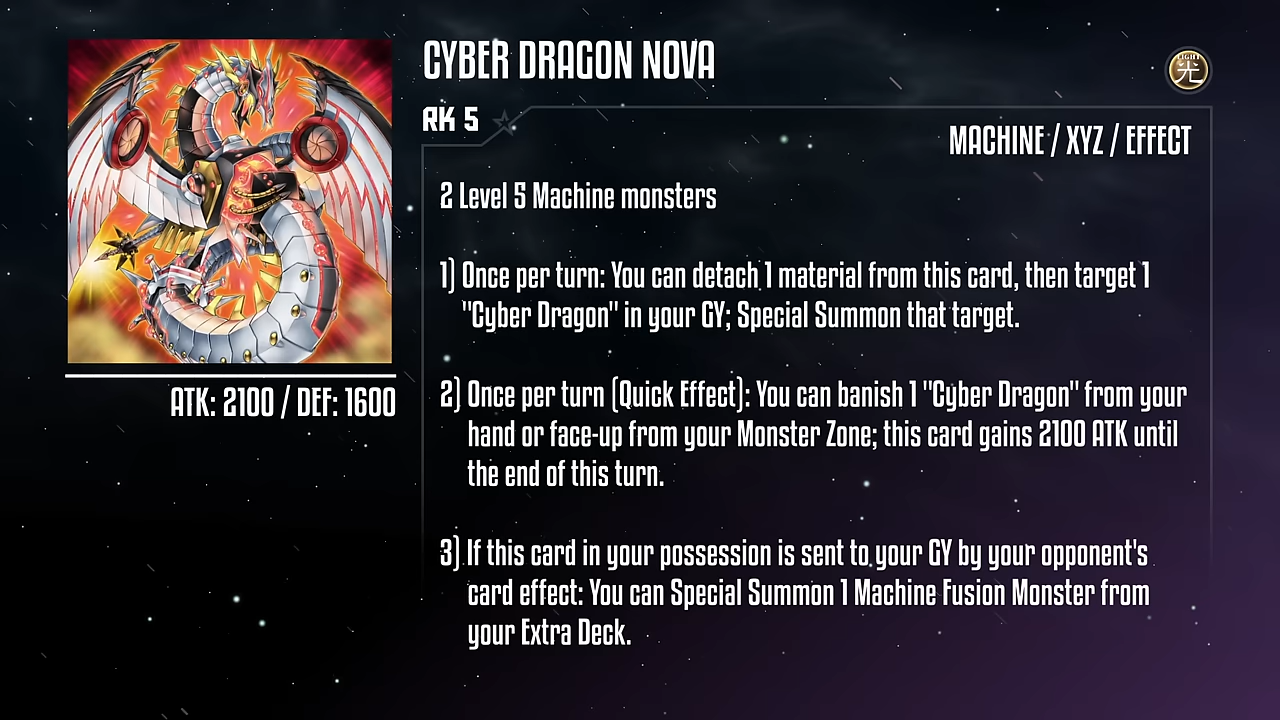 CYBER DRAGON NOVA
LIGHT
光
RK 5
MACHINE / XYZ / EFFECT
2 Level 5 Machine monsters
1) Once per turn: You can detach 1 material from this card, then target 1
"Cyber Dragon" in your GY; Special Summon that target.
2) Once per turn (Quick Effect): You can banish 1 "Cyber Dragon" from your
hand or face-up from your Monster Zone; this card gains 2100 ATK until
the end of this turn.
3) If this card in your possession is sent to your GY by your opponent's
card effect: You can Special Summon 1 Machine Fusion Monster from
your Extra Deck.
ATK: 2100 / DEF: 1600